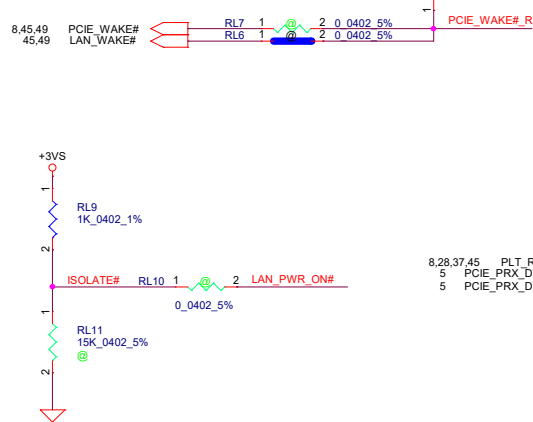 1
8,45,49 PCIE_WAKE# RL7 1 @ 2 0_0402_5% PCIE_WAKE#_R
45,49 LAN_WAKE# RL6 1 @ 2 0_0402_5%
+3VS
1
RL9
1K_0402_1%
2
ISOLATE# RL10 1 @ 2 LAN_PWR_ON#
0_0402_5%
8,28,37,45 PLT_R
5 PCIE_PRX_D
5 PCIE_PRX_D
1
RL11
15K_0402_5%
@
2